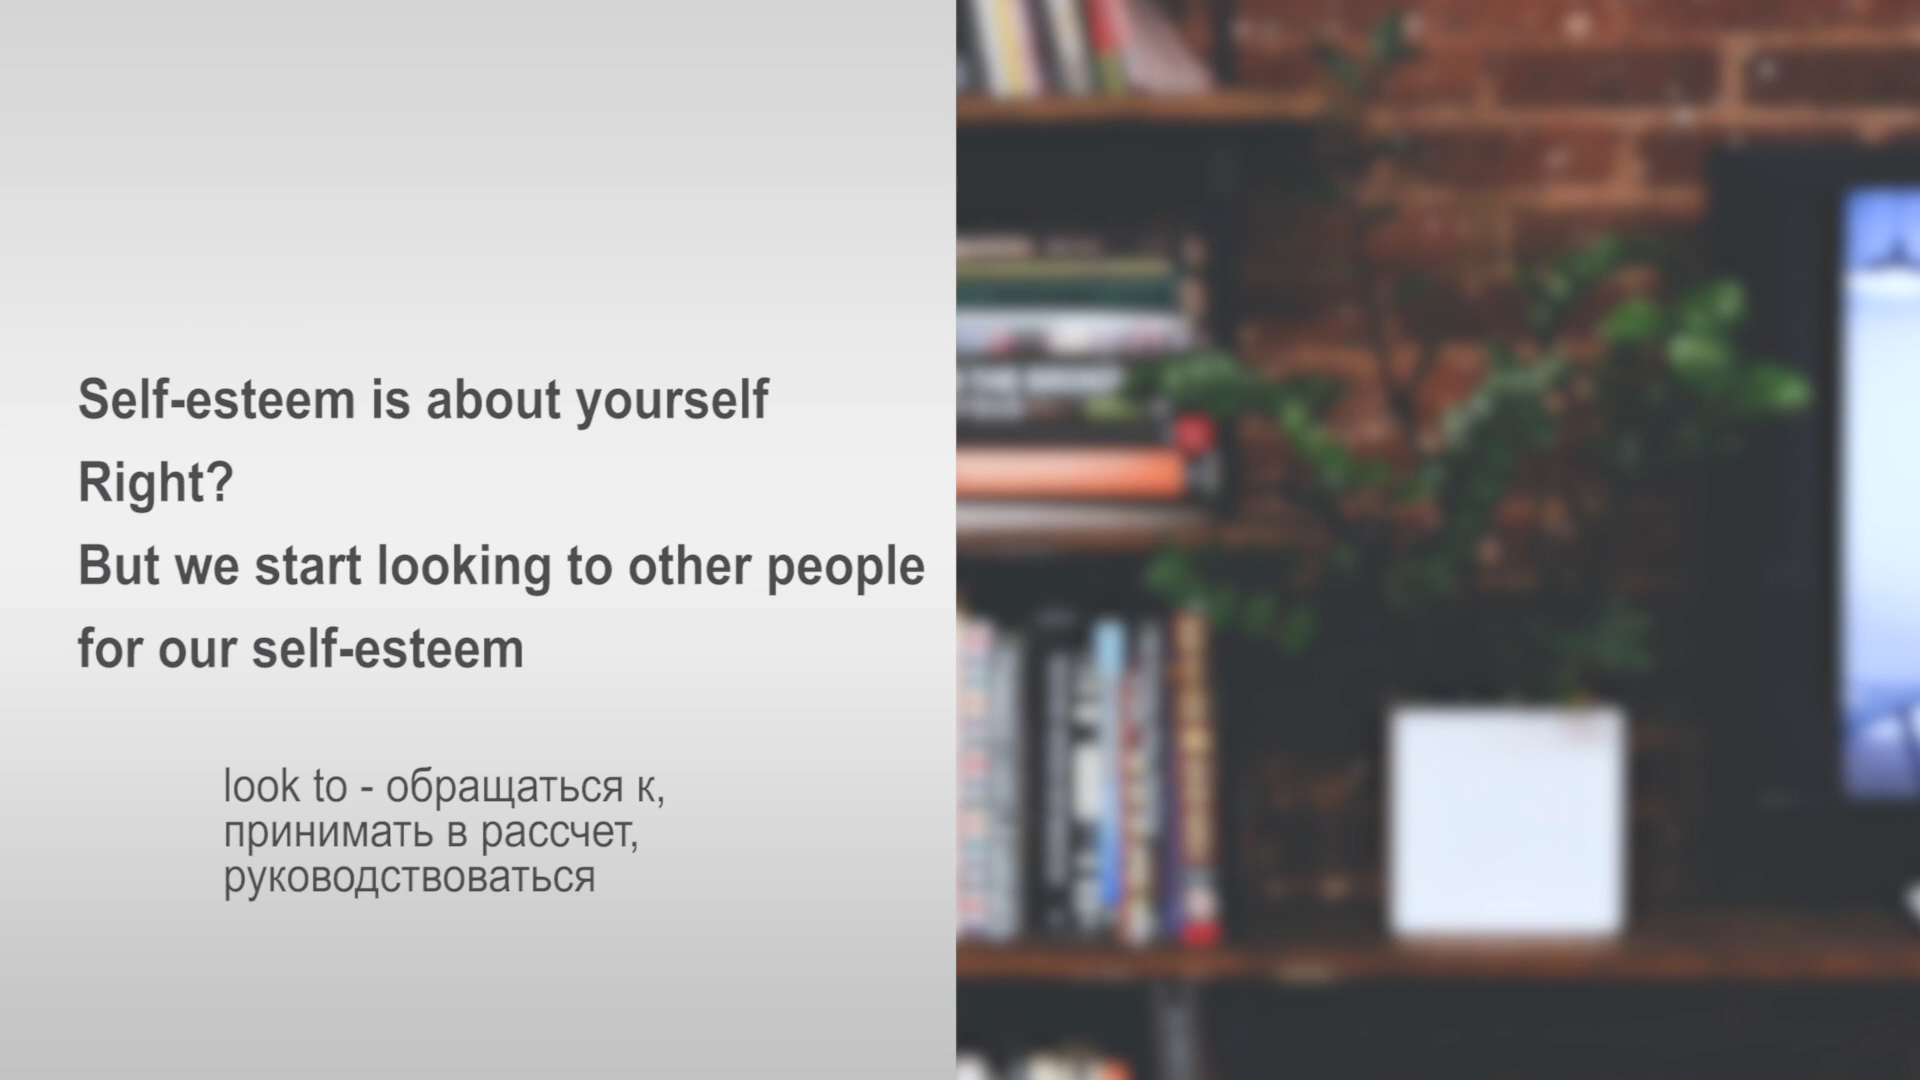 Self-esteem is about yourself
Right?
But we start looking to other people
for our self-esteem
look to - обращаться к,
принимать в рассчет,
руководствоваться